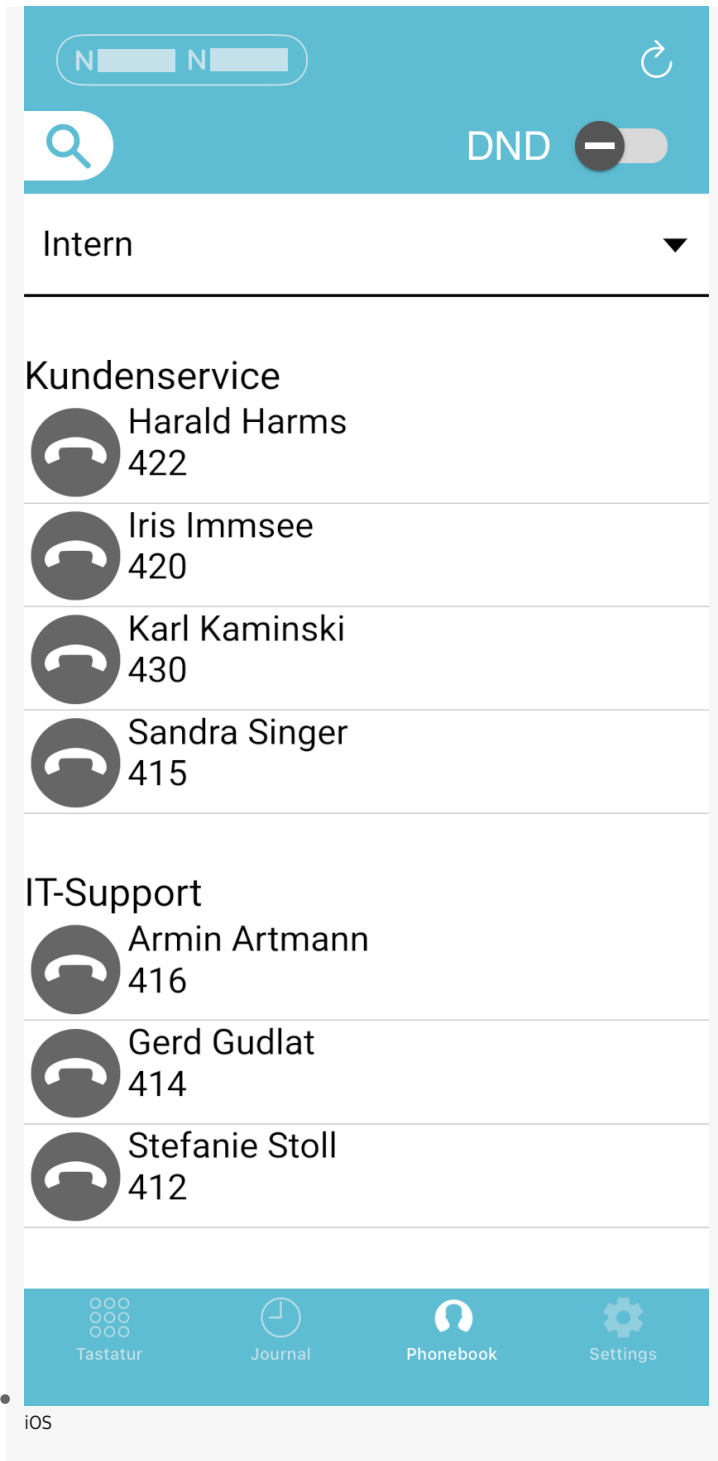 N N
DND
Intern
Kundenservice
Harald Harms
422
Iris Immsee
420
Karl Kaminski
430
Sandra Singer
415
IT-Support
Armin Artmann
416
Gerd Gudlat
414
Stefanie Stoll
412
Tastatur Journal Phonebook Settings
iOS